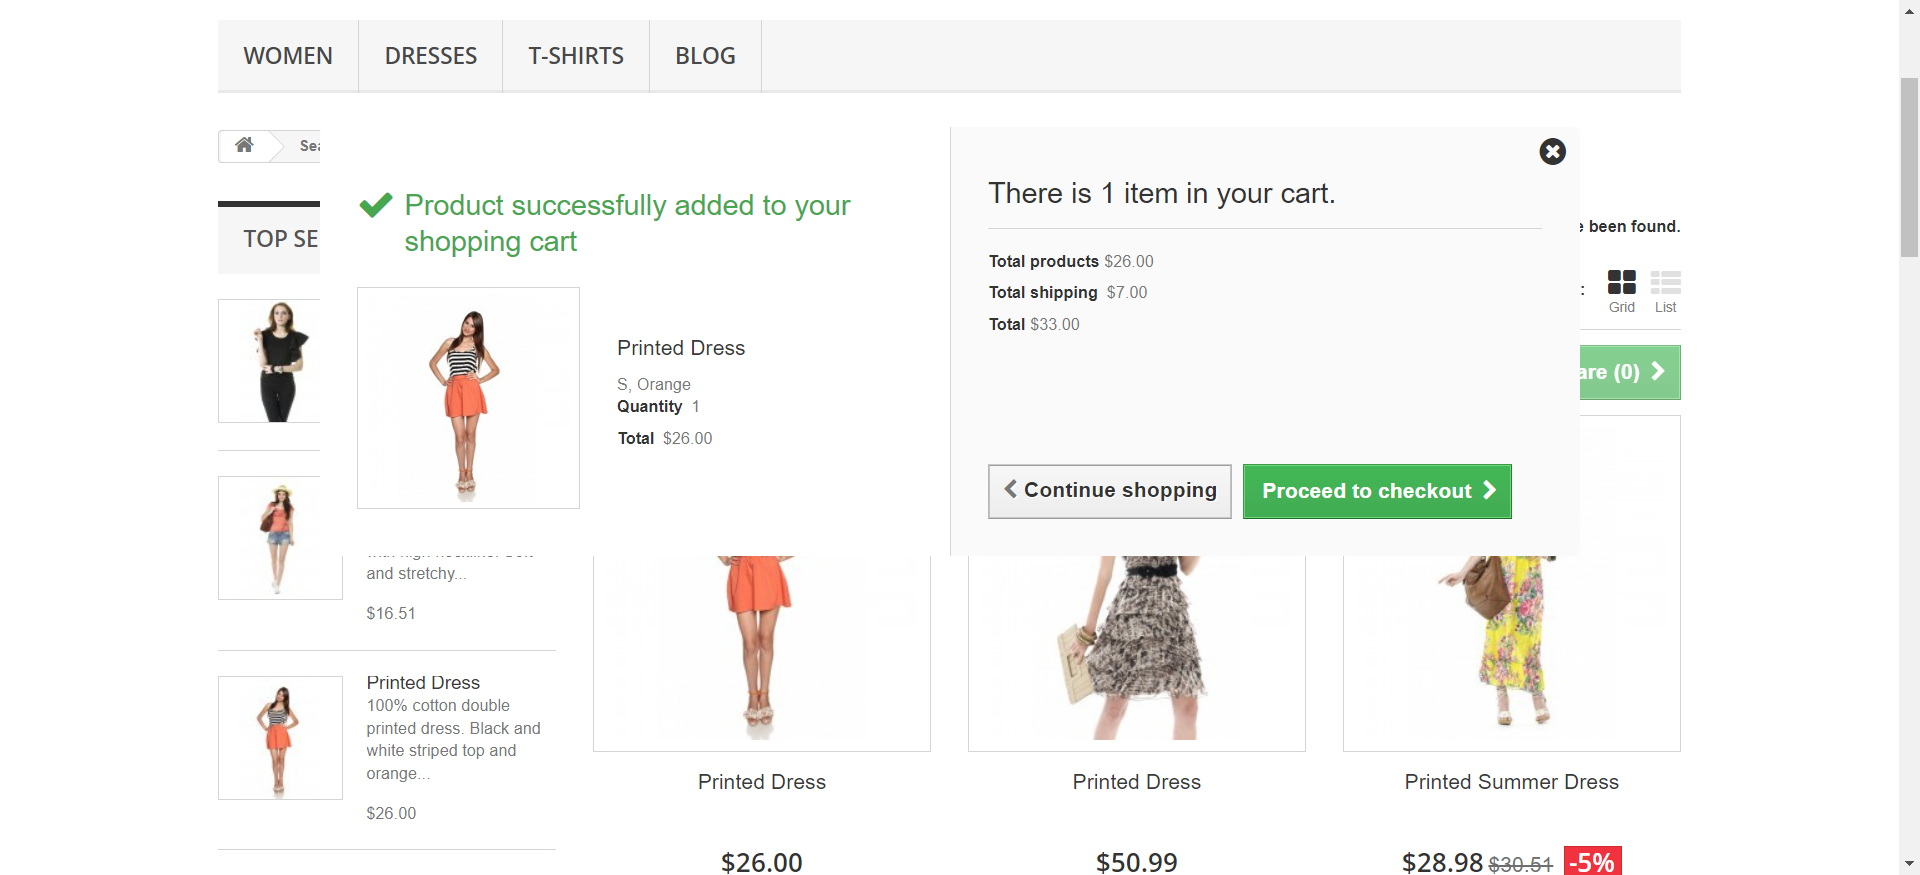 WOMEN
DRESSES
T-SHIRTS
BLOG
Product successfully added to your
shopping cart
Printed Dress
S, Orange
Quantity 1
Total $26.00
There is 1 item in your cart.
Total products $26.00
Total shipping $7.00
Total $33.00
Continue shopping
Proceed to checkout
been found.
:
Grid
List
(0)
TOP
and stretchy...
$16.51
Printed Dress
100% cotton double
printed dress. Black and
white striped top and
orange...
$26.00
Printed Dress
$26.00
Printed Dress
$50.99
Printed Summer Dress
$28.98 $30.51 -5%